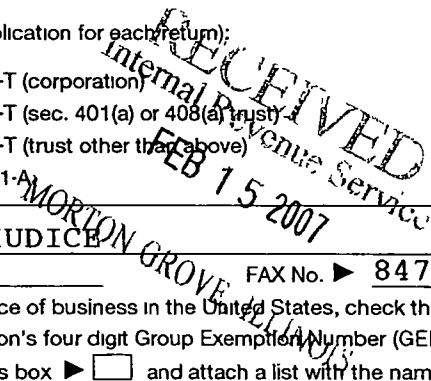 plication for each return):
-T (corporation)
-T (sec. 401(a) or 408(a) trust)
-T (trust other than above)
1-A
RECEIVED
Internal Revenue Service
FEB 15 2007
MORTON GROVE, ILLINOIS
UDICE
FAX No. ▶ 847
ce of business in the United States, check th
on's four digit Group Exemption Number (GE
s box ▶ and attach a list with the nam